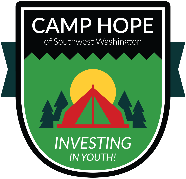 CAMP HOPE
of Southwest Washington
INVESTING
IN YOUTH!